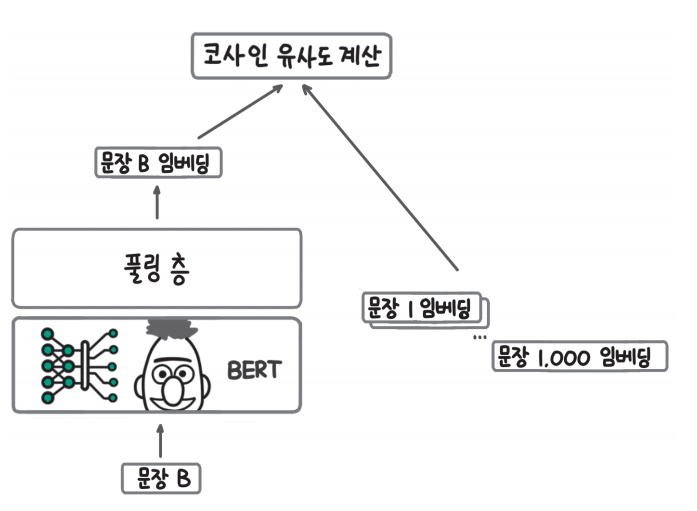 코사인 유사도 계산
문장 B 임베딩
풀링 층
문장 1 임베딩
...
문장 1,000 임베딩
BERT
문장 B